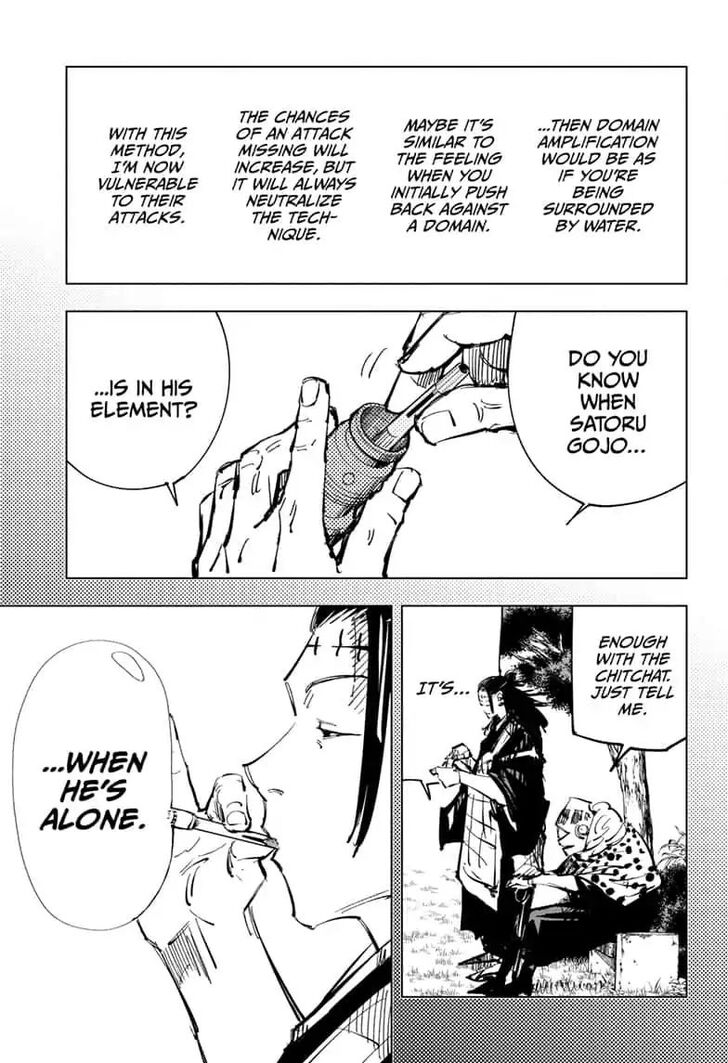 ...THEN DOMAIN
AMPLIFICATION
WOULD BE AS
IF YOU'RE
BEING
SURROUNDED
BY WATER.
MAYBE IT'S
SIMILAR TO
THE FEELING
WHEN YOU
INITIALLY PUSH
BACK AGAINST
A DOMAIN.
THE CHANCES
OF AN ATTACK
MISSING WILL
INCREASE, BUT
IT WILL ALWAYS
NEUTRALIZE
THE TECH-
NIQUE.
WITH THIS
METHOD,
I'M NOW
VULNERABLE
TO THEIR
ATTACKS.
DO YOU
KNOW
WHEN
SATORU
GOJO...
...IS IN HIS
ELEMENT?
ENOUGH
WITH THE
CHITCHAT.
JUST TELL
ME.
IT'S...
...WHEN
HE'S
ALONE.